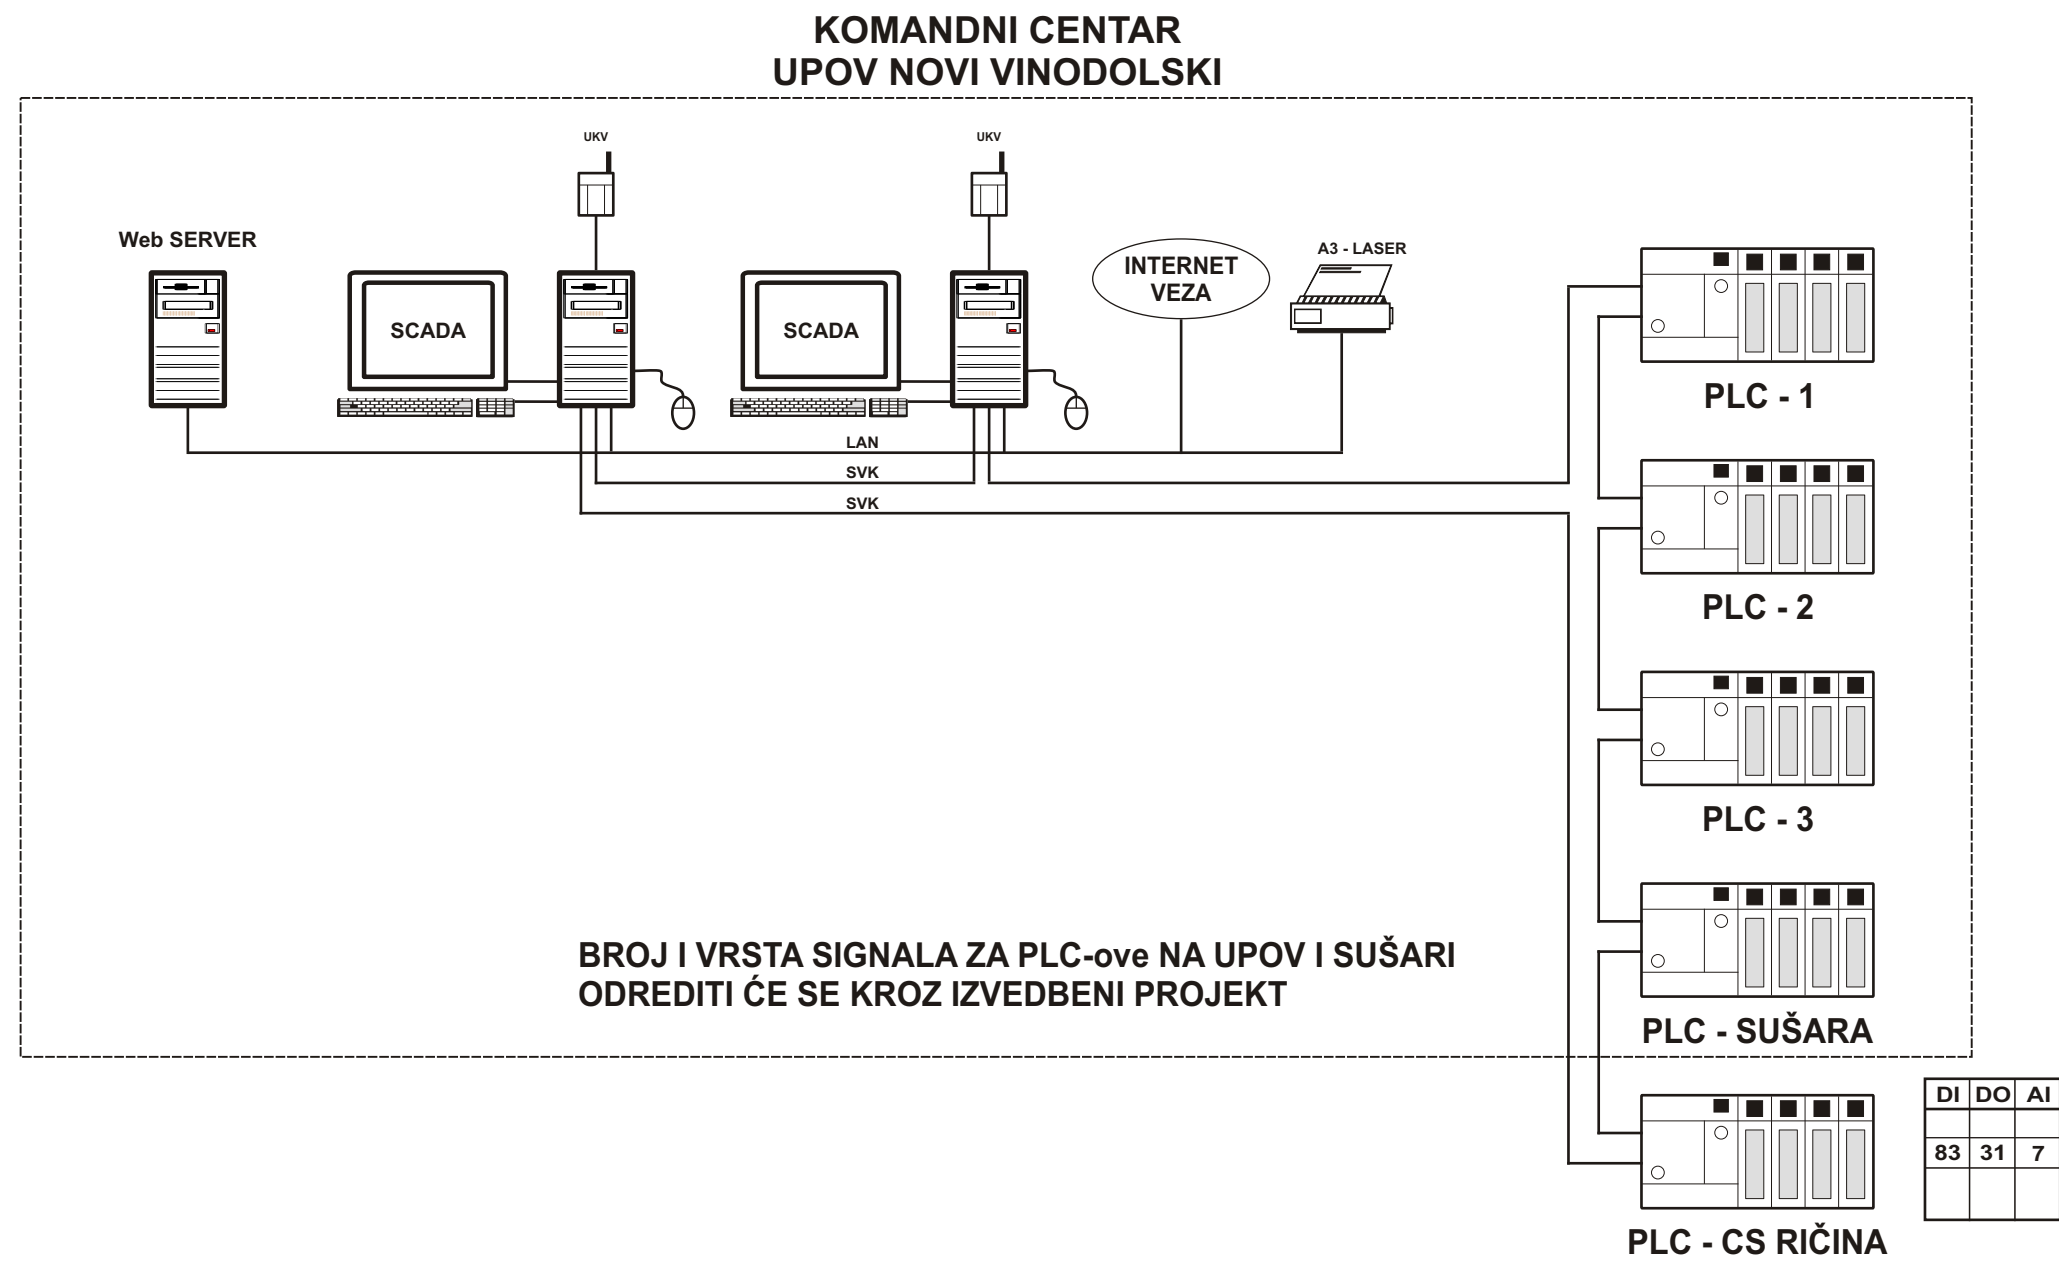 KOMANDNI CENTAR
UPOV NOVI VINODOLSKI
UKV
UKV
Web SERVER
SCADA
SCADA
INTERNET
VEZA
A3 - LASER
LAN
SVK
SVK
PLC - 1
PLC - 2
PLC - 3
BROJ I VRSTA SIGNALA ZA PLC-ove NA UPOV I SUŠARI
ODREDITI ĆE SE KROZ IZVEDBENI PROJEKT
PLC - SUŠARA
DI DO AI
83 31 7
PLC - CS RIČINA